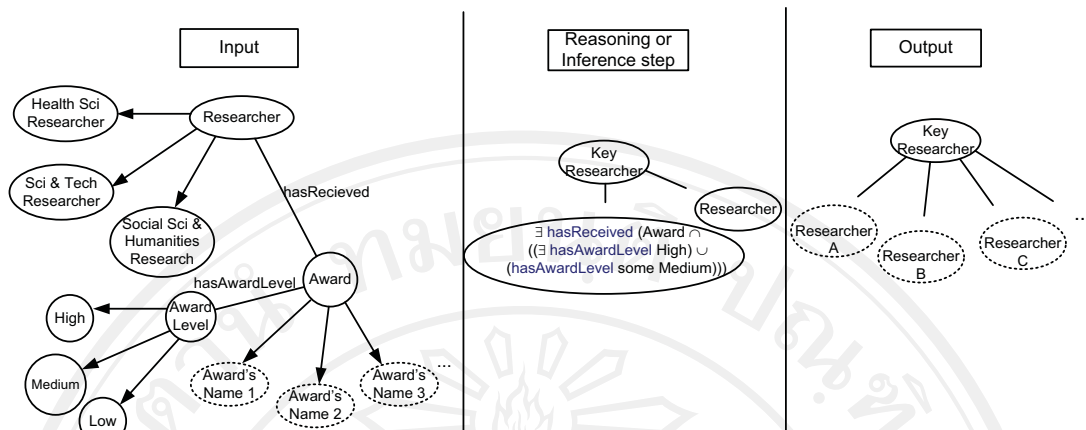 Input
Health Sci
Researcher
Researcher
Sci & Tech
Researcher
Social Sci &
Humanities
Research
hasRecieved
hasAwardLevel
Award
Award
Level
High
Medium
Low
Award's
Name 1
Award's
Name 2
Award's
Name 3
...
Reasoning or
Inference step
Key
Researcher
Researcher
∃ hasReceived (Award ∩
((∃ hasAwardLevel High) ∪
(hasAwardLevel some Medium)))
Output
Key
Researcher
Researcher
A
Researcher
B
Researcher
C
..